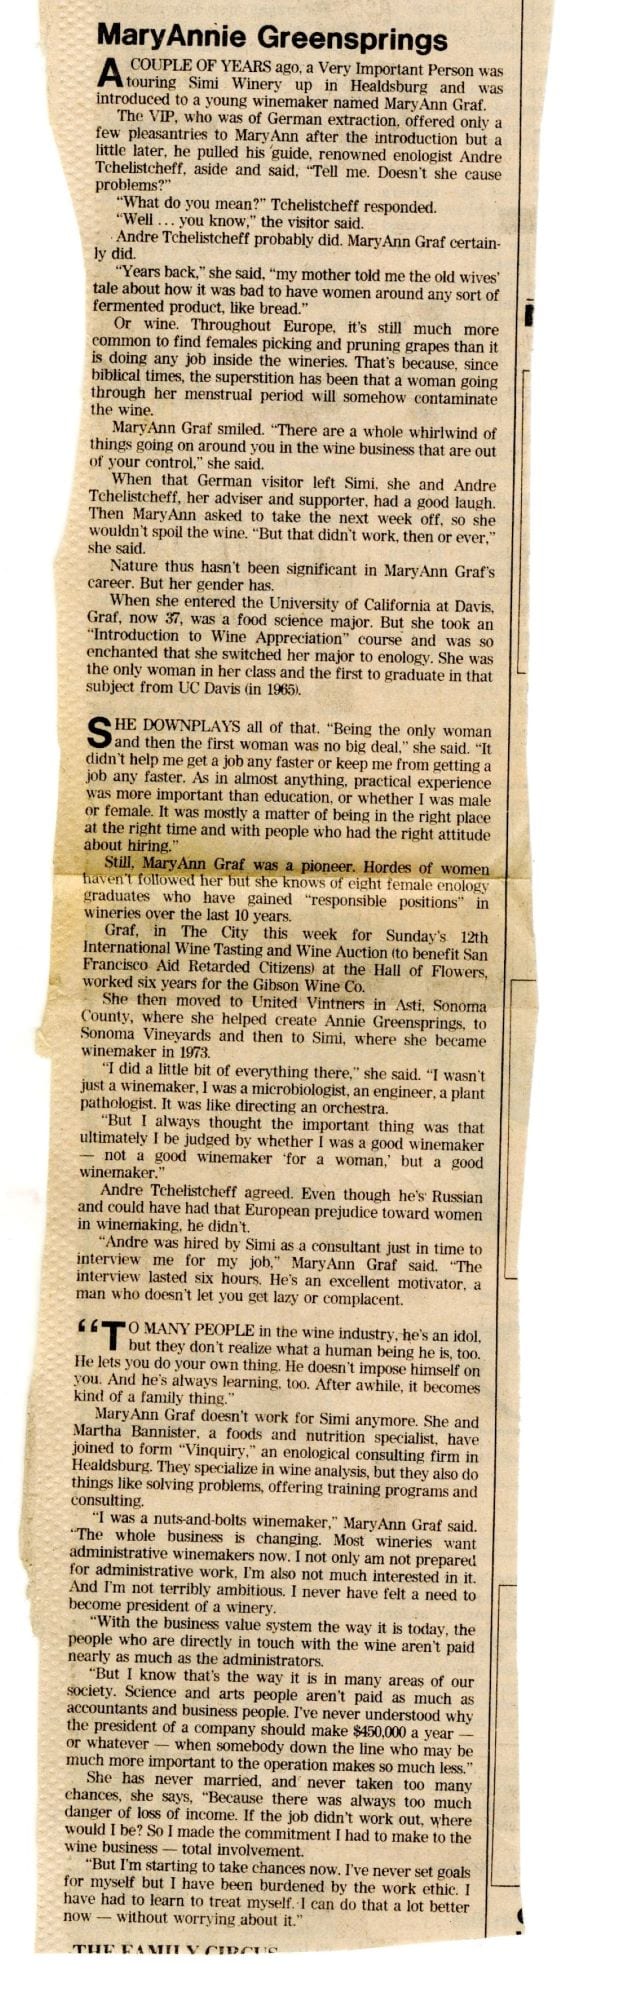 MaryAnnie Greensprings
A COUPLE OF YEARS ago, a Very Important Person was
touring Simi Winery up in Healdsburg and was
introduced to a young winemaker named MaryAnn Graf.
The VIP, who was of German extraction, offered only a
few pleasantries to MaryAnn after the introduction but a
little later, he pulled his guide, renowned enologist Andre
Tchelistcheff, aside and said, "Tell me. Doesn't she cause
problems?"
"What do you mean?" Tchelistcheff responded.
"Well ... you know," the visitor said.
Andre Tchelistcheff probably did. MaryAnn Graf certain-
ly did.
"Years back," she said, "my mother told me the old wives'
tale about how it was bad to have women around any sort of
fermented product, like bread."
Or wine. Throughout Europe, it's still much more
common to find females picking and pruning grapes than it
is doing any job inside the wineries. That's because, since
biblical times, the superstition has been that a woman going
through her menstrual period will somehow contaminate
the wine.
MaryAnn Graf smiled. "There are a whole whirlwind of
things going on around you in the wine business that are out
of your control," she said.
When that German visitor left Simi, she and Andre
Tchelistcheff, her adviser and supporter, had a good laugh.
Then MaryAnn asked to take the next week off, so she
wouldn't spoil the wine. "But that didn't work, then or ever,"
she said.
Nature thus hasn't been significant in MaryAnn Graf's
career. But her gender has.
When she entered the University of California at Davis,
Graf, now 37, was a food science major. But she took an
"Introduction to Wine Appreciation" course and was so
enchanted that she switched her major to enology. She was
the only woman in her class and the first to graduate in that
subject from UC Davis (in 1965).
SHE DOWNPLAYS all of that. "Being the only woman
and then the first woman was no big deal," she said. "It
didn't help me get a job any faster or keep me from getting a
job any faster. As in almost anything, practical experience
was more important than education, or whether I was male
or female. It was mostly a matter of being in the right place
at the right time and with people who had the right attitude
about hiring."
Still, MaryAnn Graf was a pioneer. Hordes of women
haven't followed her but she knows of eight female enology
graduates who have gained "responsible positions" in
wineries over the last 10 years.
Graf, in The City this week for Sunday's 12th
International Wine Tasting and Wine Auction (to benefit San
Francisco Aid Retarded Citizens) at the Hall of Flowers,
worked six years for the Gibson Wine Co.
She then moved to United Vintners in Asti, Sonoma
County, where she helped create Annie Greensprings, to
Sonoma Vineyards and then to Simi, where she became
winemaker in 1973.
"I did a little bit of everything there," she said. "I wasn't
just a winemaker, I was a microbiologist, an engineer, a plant
pathologist. It was like directing an orchestra.
"But I always thought the important thing was that
ultimately I be judged by whether I was a good winemaker
— not a good winemaker 'for a woman,' but a good
winemaker."
Andre Tchelistcheff agreed. Even though he's Russian
and could have had that European prejudice toward women
in winemaking, he didn't.
"Andre was hired by Simi as a consultant just in time to
interview me for my job," MaryAnn Graf said. "The
interview lasted six hours. He's an excellent motivator, a
man who doesn't let you get lazy or complacent.
"TO MANY PEOPLE in the wine industry, he's an idol,
but they don't realize what a human being he is, too.
He lets you do your own thing. He doesn't impose himself on
you. And he's always learning, too. After awhile, it becomes
kind of a family thing."
MaryAnn Graf doesn't work for Simi anymore. She and
Martha Bannister, a foods and nutrition specialist, have
joined to form "Vinquiry," an enological consulting firm in
Healdsburg. They specialize in wine analysis, but they also do
things like solving problems, offering training programs and
consulting.
"I was a nuts-and-bolts winemaker," MaryAnn Graf said.
"The whole business is changing. Most wineries want
administrative winemakers now. I not only am not prepared
for administrative work, I'm also not much interested in it.
And I'm not terribly ambitious. I never have felt a need to
become president of a winery.
"With the business value system the way it is today, the
people who are directly in touch with the wine aren't paid
nearly as much as the administrators.
"But I know that's the way it is in many areas of our
society. Science and arts people aren't paid as much as
accountants and business people. I've never understood why
the president of a company should make $450,000 a year —
or whatever — when somebody down the line who may be
much more important to the operation makes so much less."
She has never married, and never taken too many
chances, she says, "Because there was always too much
danger of loss of income. If the job didn't work out, where
would I be? So I made the commitment I had to make to the
wine business — total involvement.
"But I'm starting to take chances now. I've never set goals
for myself but I have been burdened by the work ethic. I
have had to learn to treat myself. I can do that a lot better
now — without worrying about it."
THE FAMILY CIRCUS